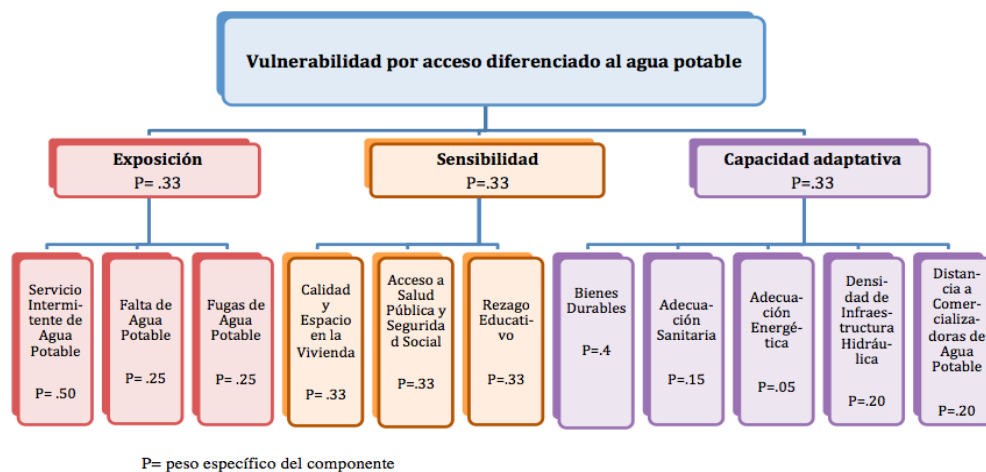 Vulnerabilidad por acceso diferenciado al agua potable
Exposición
P= .33
Sensibilidad
P=.33
Capacidad adaptativa
P=.33
Servicio
Intermi-
tente de
Agua
Potable
P= .50
Falta de
Agua
Potable
P= .25
Fugas de
Agua
Potable
P= .25
Calidad
y
Espacio
en la
Vivienda
P= .33
Acceso a
Salud
Pública y
Segurida
d Social
P=.33
Rezago
Educati-
vo
P=.33
Bienes
Durables
P=.4
Adecua-
ción
Sanitaria
P=.15
Adecua-
ción
Energé-
tica
P=.05
Densi-
dad de
Infraes-
tructura
Hidráu-
lica
P=.20
Distan-
cia a
Comer-
cializa-
doras de
Agua
Potable
P=.20
P= peso específico del componente